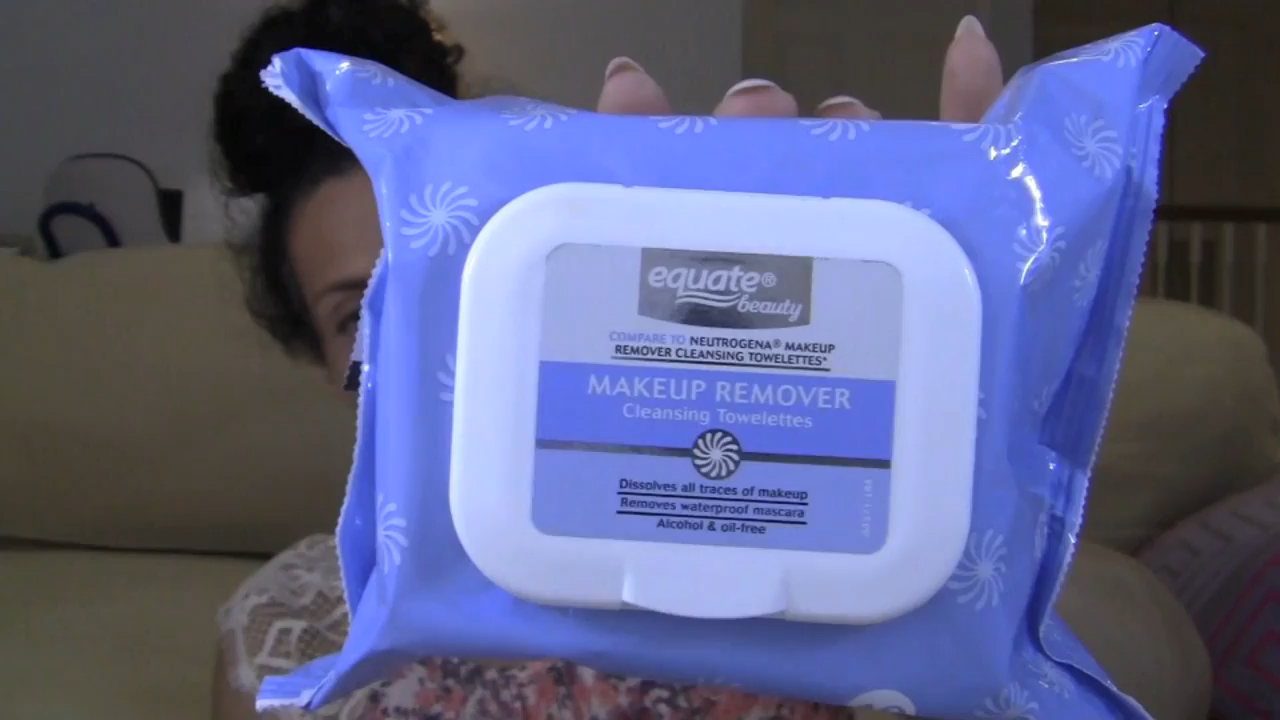 equate®
beauty
COMPARE TO NEUTROGENA® MAKEUP
REMOVER CLEANSING TOWELETTES*
MAKEUP REMOVER
Cleansing Towelettes
Dissolves all traces of makeup
Removes waterproof mascara
Alcohol & oil-free